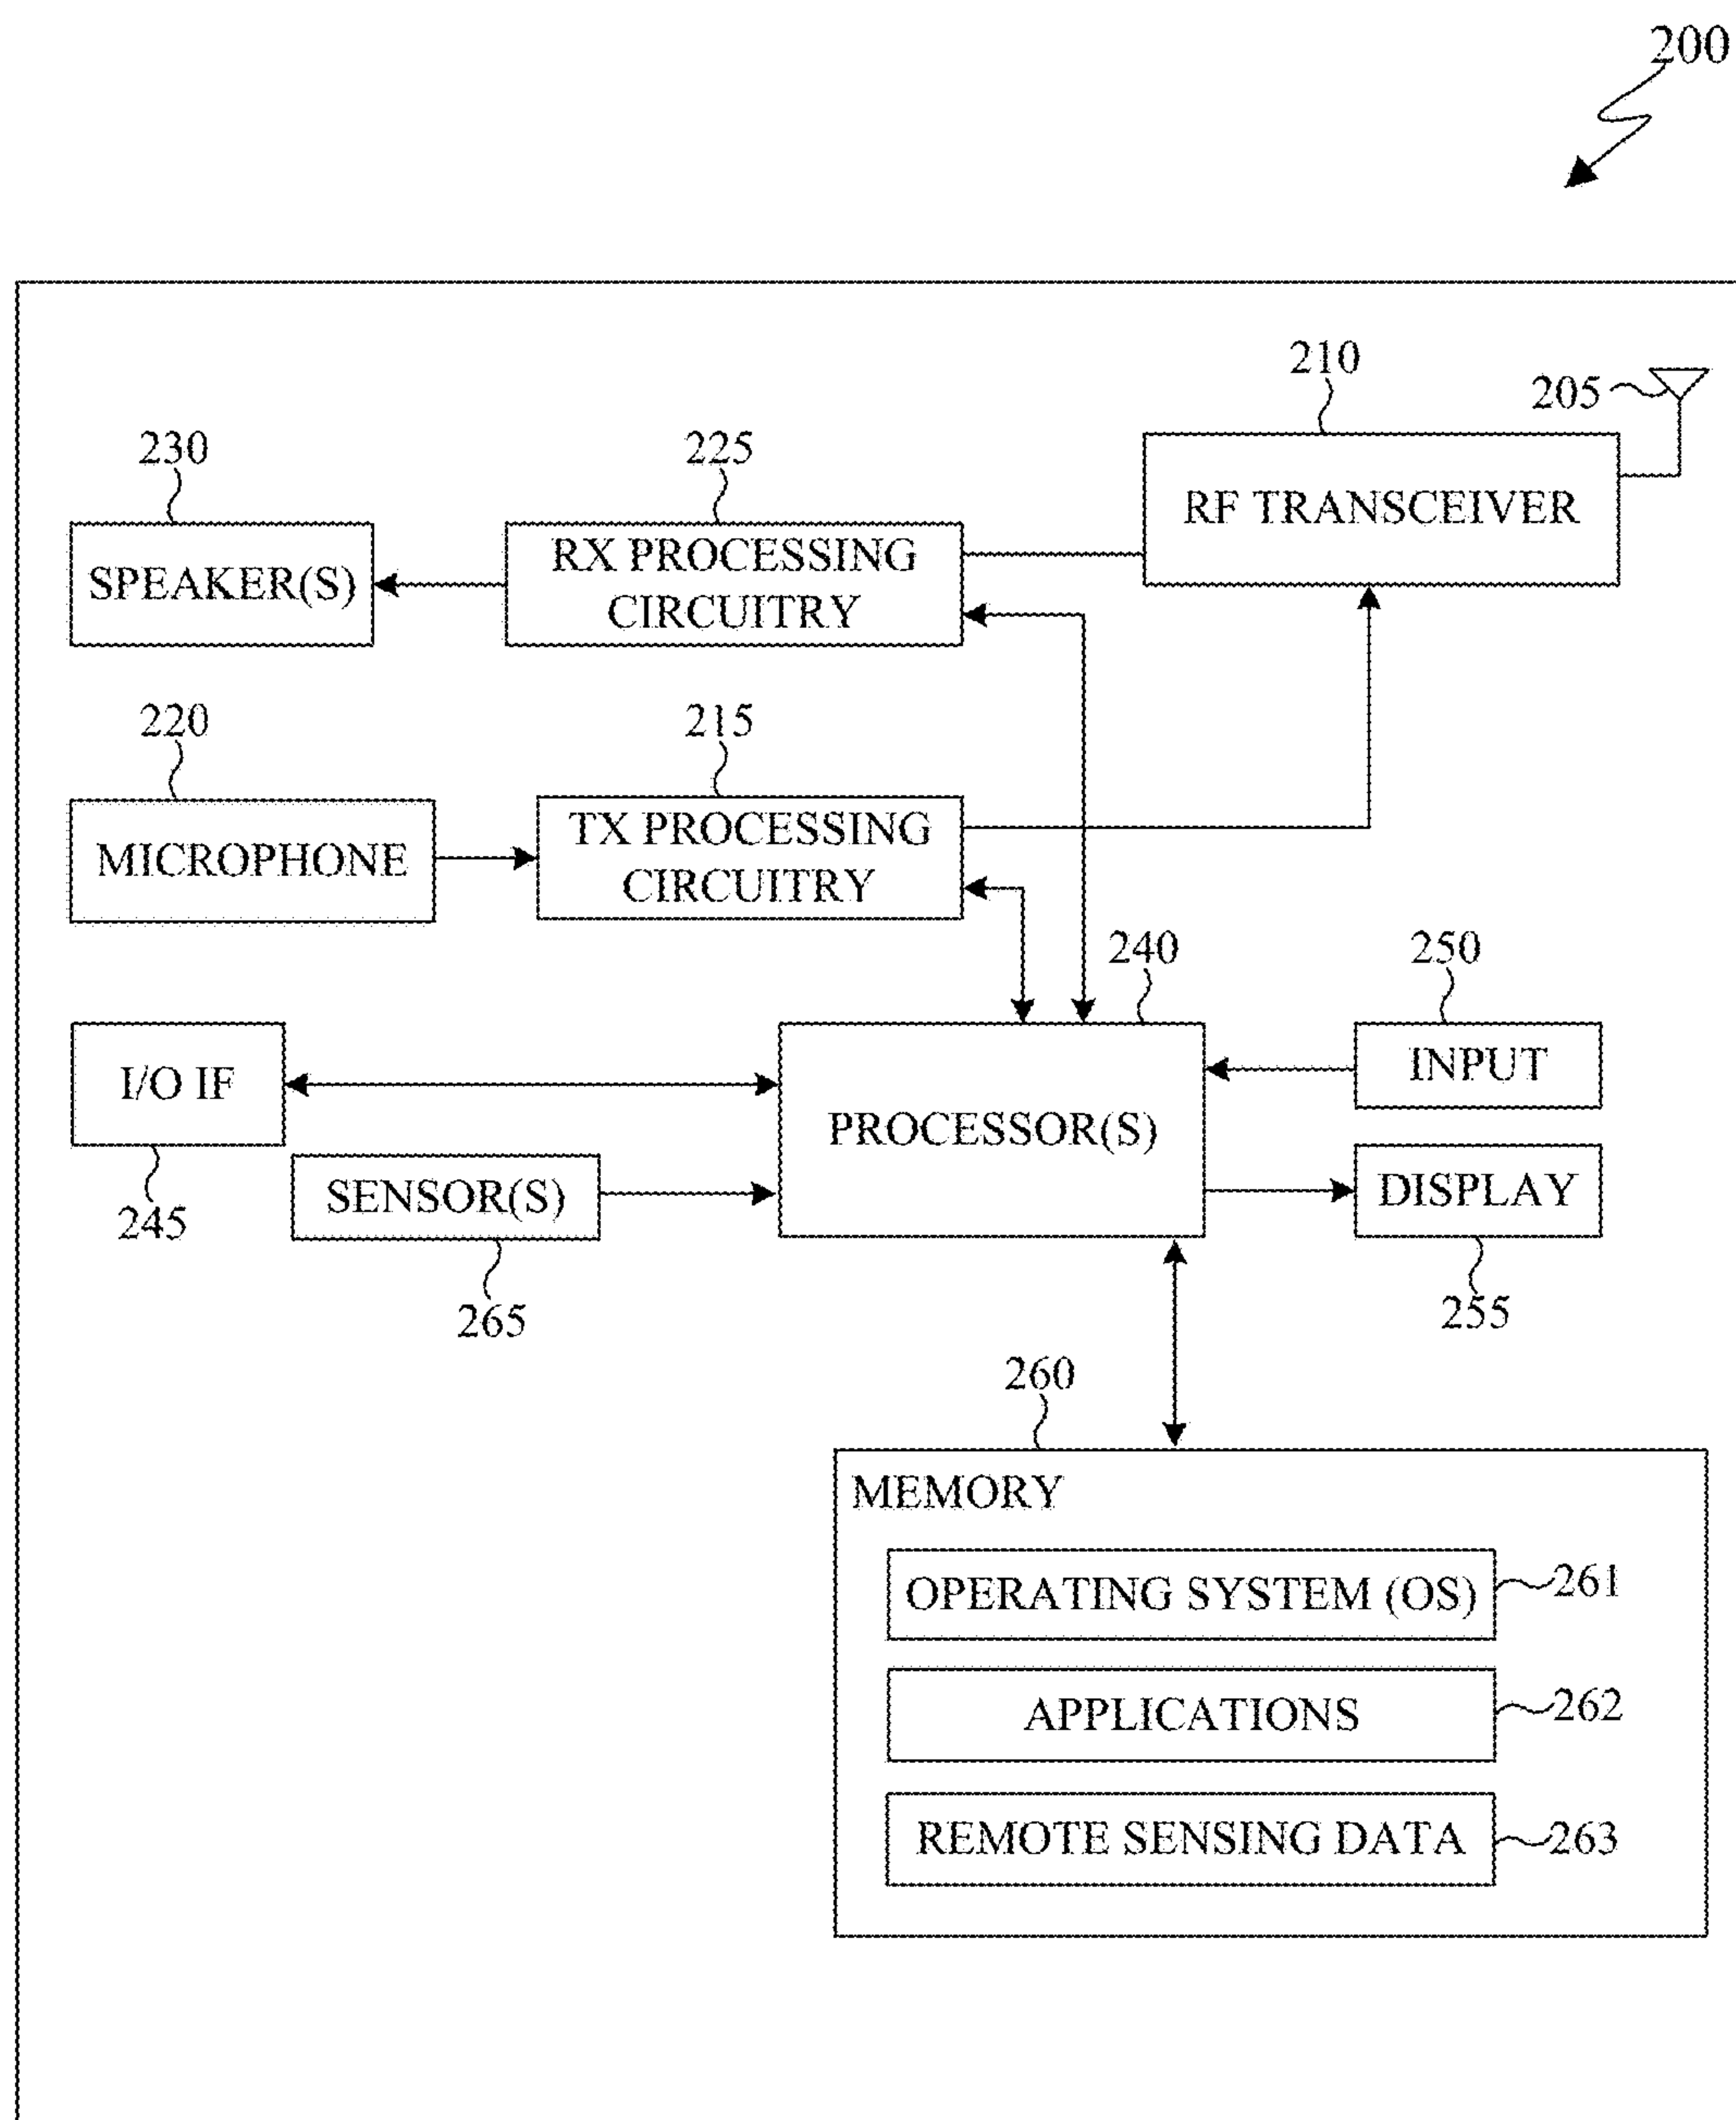 200
210
205
230
225
RF TRANSCEIVER
SPEAKER(S)
RX PROCESSING
CIRCUITRY
220
215
MICROPHONE
TX PROCESSING
CIRCUITRY
240
250
I/O IF
PROCESSOR(S)
INPUT
245
SENSOR(S)
DISPLAY
265
255
260
MEMORY
OPERATING SYSTEM (OS)
261
APPLICATIONS
262
REMOTE SENSING DATA
263